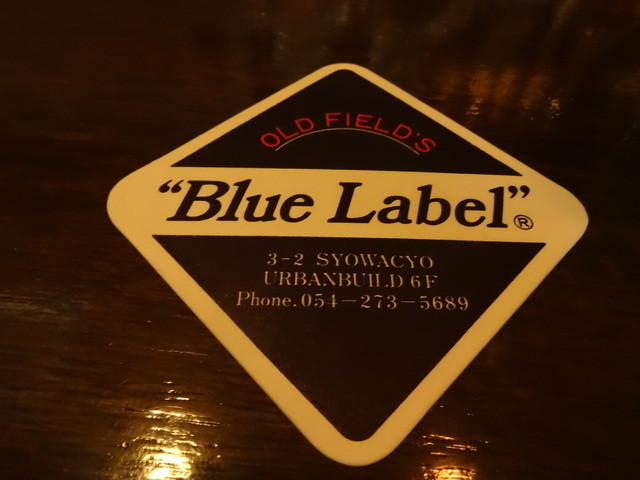 OLD FIELD'S
"Blue Label"®
3-2 SYOWACYO
URBANBUILD 6F
Phone.054-273-5689